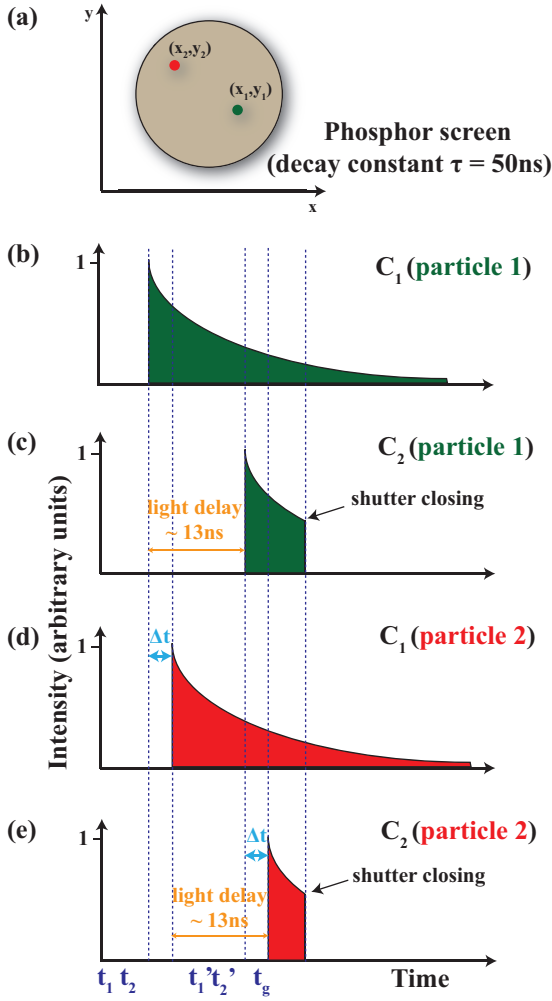 (a)
y
(x₂,y₂)
(x₁,y₁)
x
Phosphor screen
(decay constant τ = 50ns)
(b)
1
C₁ (particle 1)
(c)
1
C₂ (particle 1)
light delay
~ 13ns
shutter closing
Intensity (arbitrary units)
(d)
1
Δt
C₁ (particle 2)
(e)
1
Δt
C₂ (particle 2)
light delay
~ 13ns
shutter closing
t₁ t₂ t₁' t₂' t_g Time